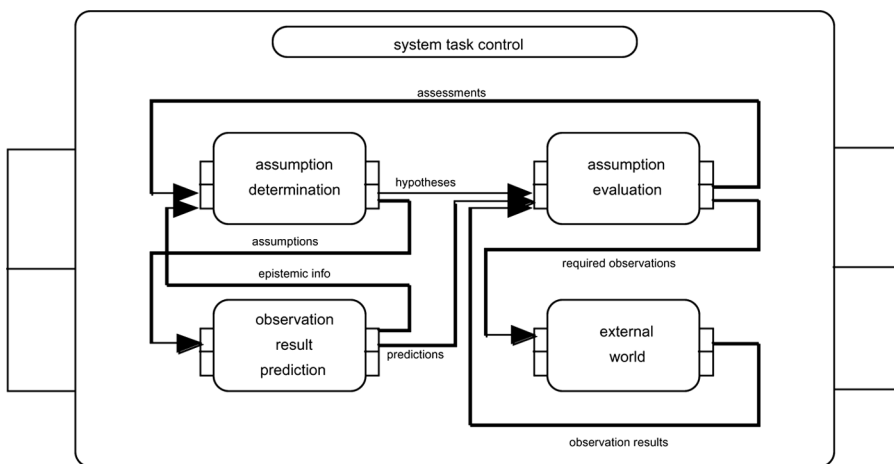 system task control
assessments
assumption
determination
hypotheses
assumption
evaluation
assumptions
epistemic info
required observations
observation
result
prediction
predictions
external
world
observation results